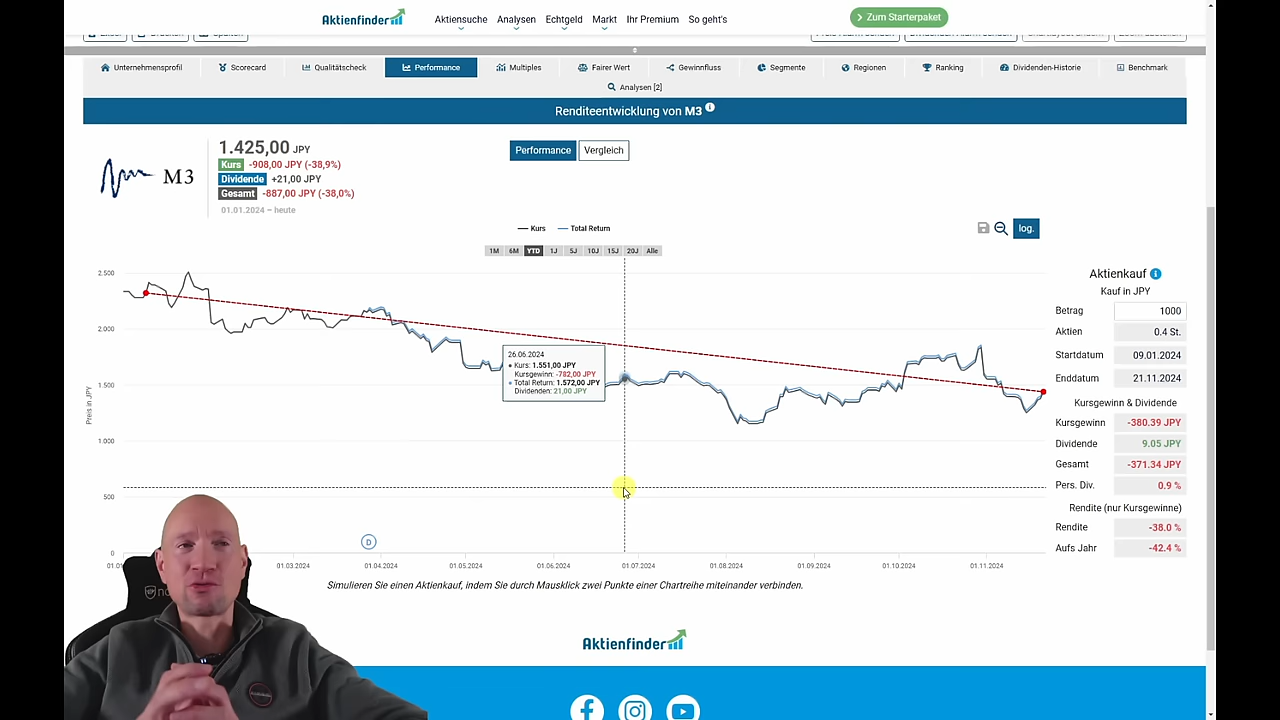 Aktienfinder
Aktiensuche Analysen Echtgeld Markt Ihr Premium So geht's
Zum Starterpaket
Unternehmensprofil Scorecard Qualitätscheck Performance Multiples Fairer Wert Gewinnfluss Segmente Regionen Ranking Dividenden-Historie Benchmark
Analysen [2]
Renditeentwicklung von M3
M3
1.425,00 JPY
Kurs -908,00 JPY (-38,9%)
Dividende +21,00 JPY
Gesamt -887,00 JPY (-38,0%)
01.01.2024 – heute
Performance Vergleich
Kurs Total Return
log.
1M 6M YTD 1J 5J 10J 15J 20J Alle
2.500
2.000
1.500
1.000
500
0
Preis in JPY
26.06.2024
Kurs: 1.551,00 JPY
Kursgewinn: -782,00 JPY
Total Return: 1.572,00 JPY
Dividenden: 21,00 JPY
D
01.03.2024 01.04.2024 01.05.2024 01.06.2024 01.07.2024 01.08.2024 01.09.2024 01.10.2024 01.11.2024
Simulieren Sie einen Aktienkauf, indem Sie durch Mausklick zwei Punkte einer Chartreihe miteinander verbinden.
Aktienkauf
Kauf in JPY
Betrag 1000
Aktien 0.4 St.
Startdatum 09.01.2024
Enddatum 21.11.2024
Kursgewinn & Dividende
Kursgewinn -380.39 JPY
Dividende 9.05 JPY
Gesamt -371.34 JPY
Pers. Div. 0.9 %
Rendite (nur Kursgewinne)
Rendite -38.0 %
Aufs Jahr -42.4 %
Aktienfinder